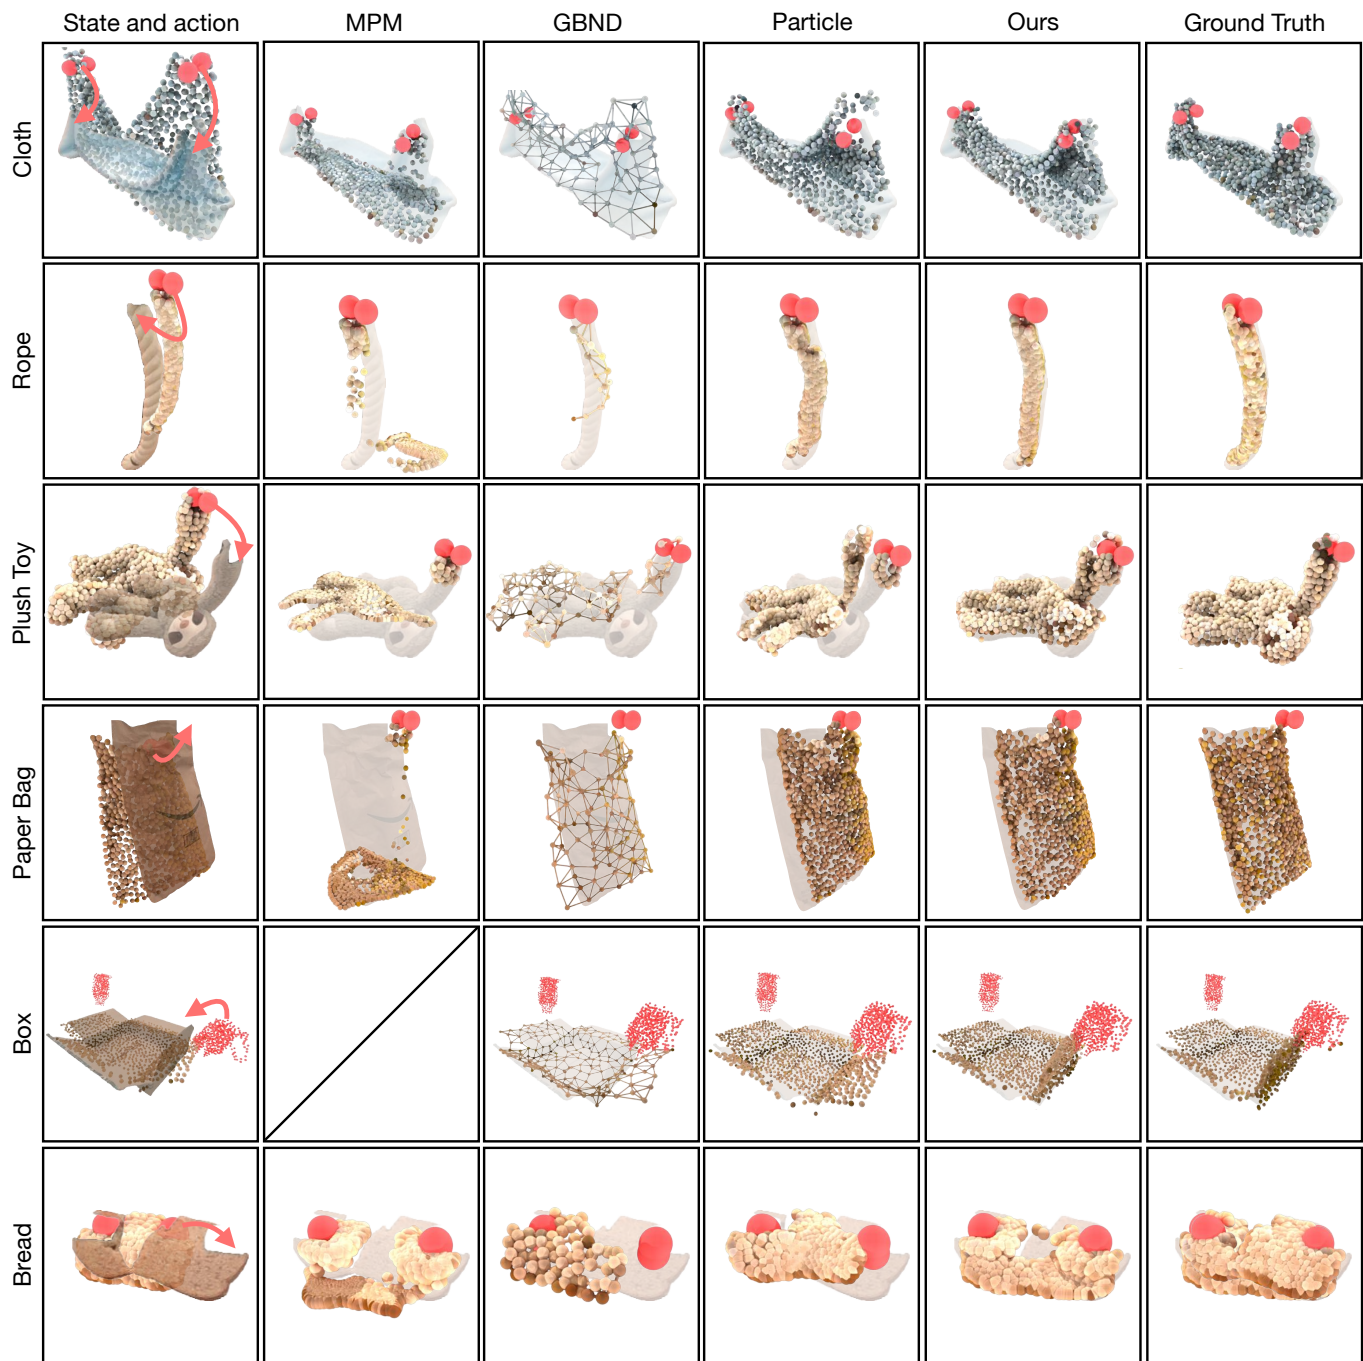 State and action MPM GBND Particle Ours Ground Truth
Cloth
Rope
Plush Toy
Paper Bag
Box
Bread